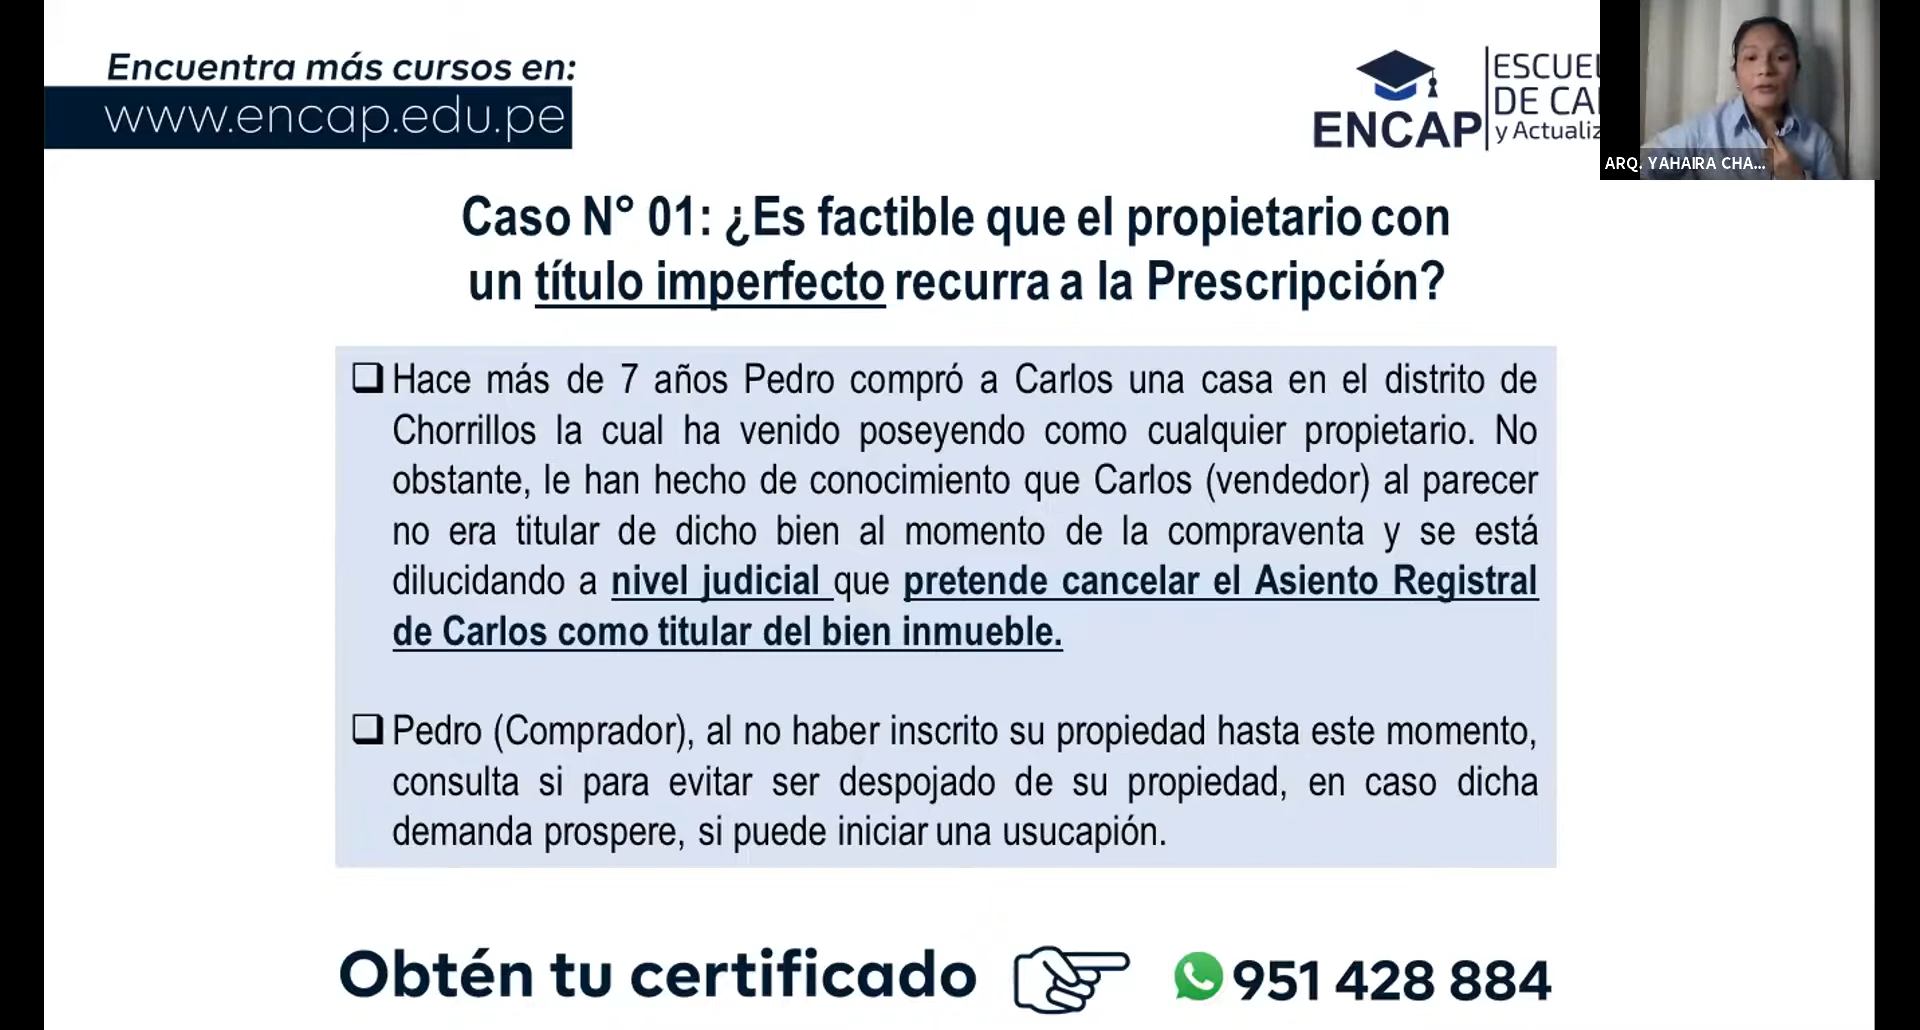 Encuentra más cursos en:
www.encap.edu.pe
ENCAP
ESCUEL
DE CA
y Actualiz
ARQ. YAHAIRA CHA...
Caso N° 01: ¿Es factible que el propietario con
un título imperfecto recurra a la Prescripción?
❑ Hace más de 7 años Pedro compró a Carlos una casa en el distrito de
Chorrillos la cual ha venido poseyendo como cualquier propietario. No
obstante, le han hecho de conocimiento que Carlos (vendedor) al parecer
no era titular de dicho bien al momento de la compraventa y se está
dilucidando a nivel judicial que pretende cancelar el Asiento Registral
de Carlos como titular del bien inmueble.
❑ Pedro (Comprador), al no haber inscrito su propiedad hasta este momento,
consulta si para evitar ser despojado de su propiedad, en caso dicha
demanda prospere, si puede iniciar una usucapión.
Obtén tu certificado
951 428 884